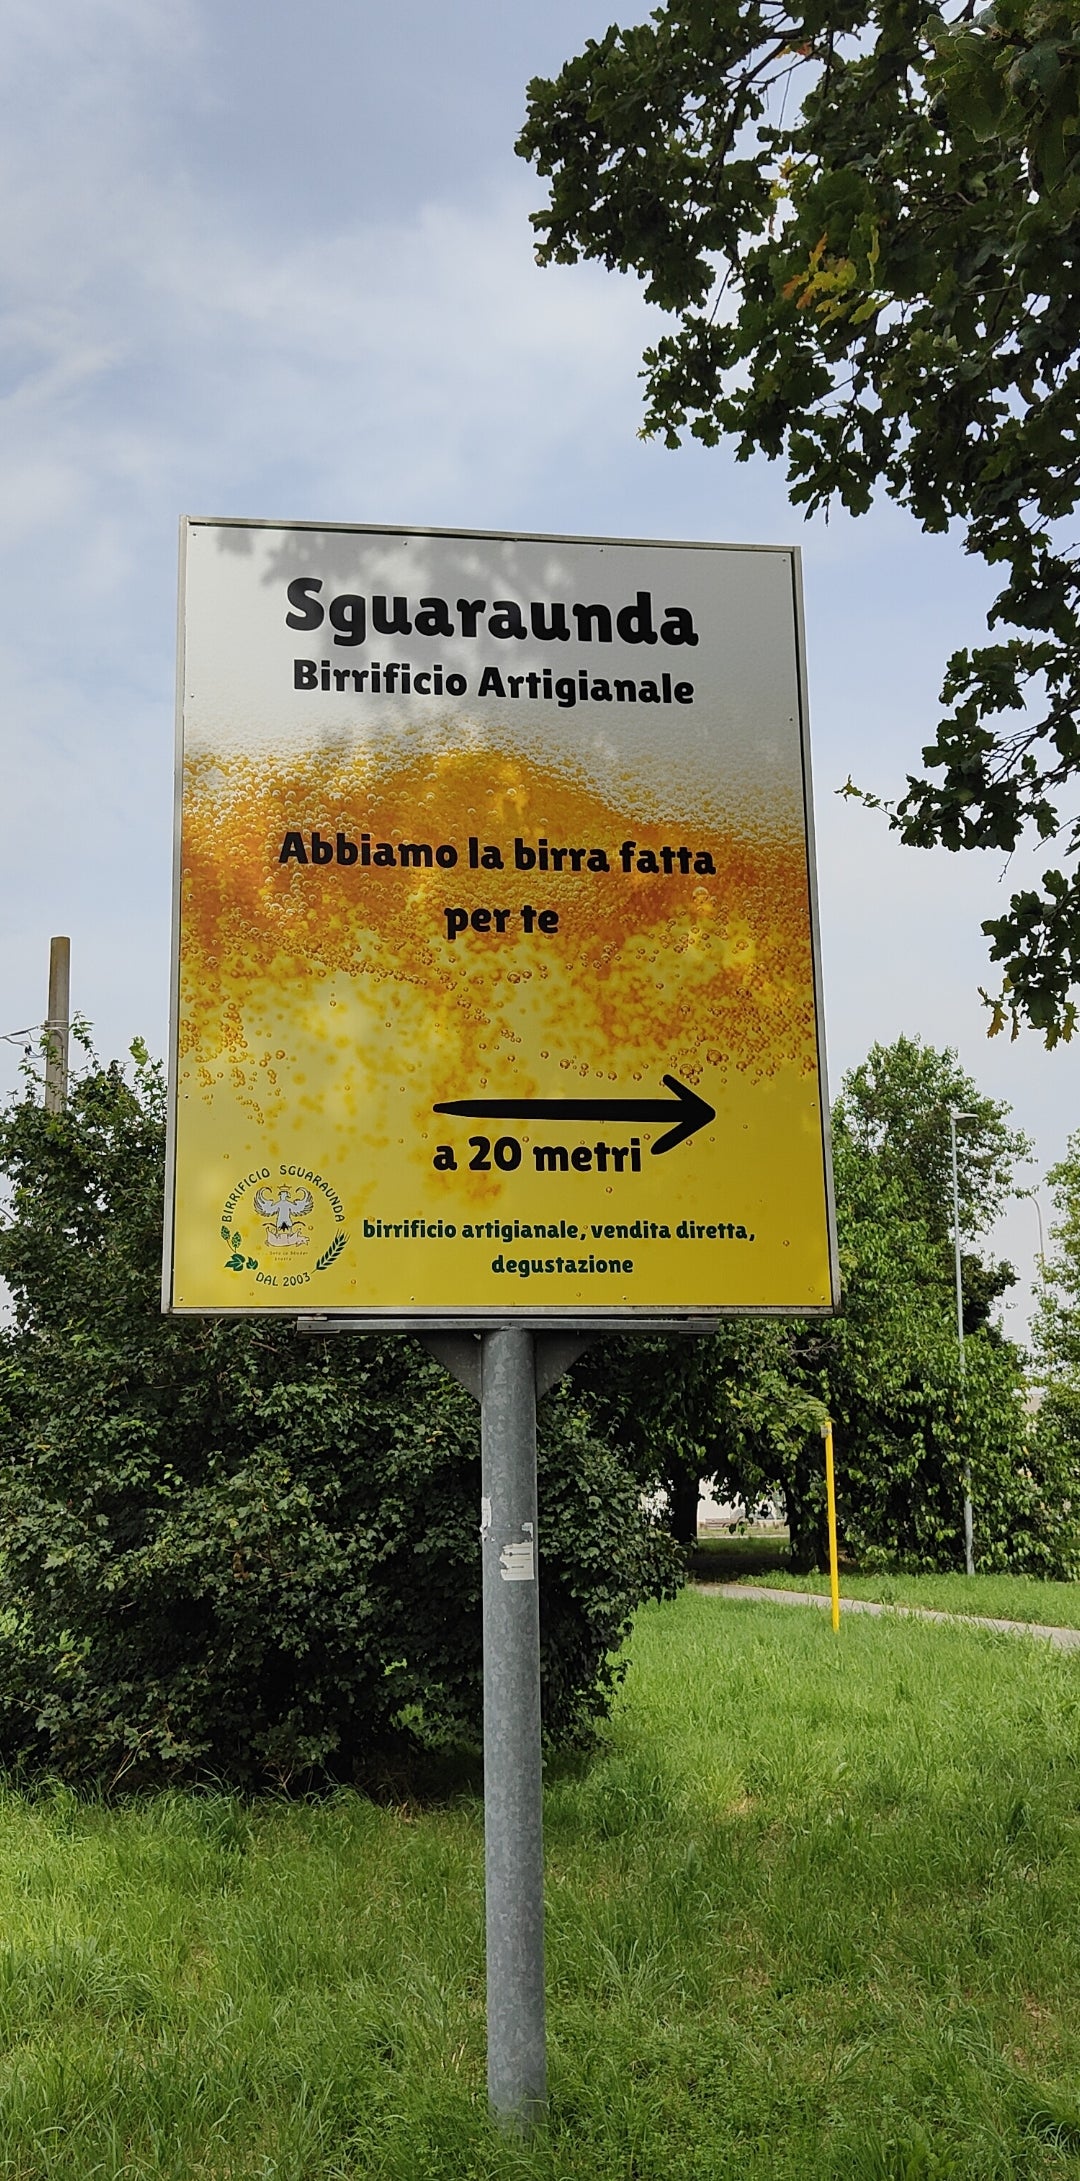 Sguaraunda
Birrificio Artigianale
Abbiamo la birra fatta
per te
a 20 metri
BIRRIFICIO SGUARAUNDA
DAL 2003
birrificio artigianale, vendita diretta,
degustazione